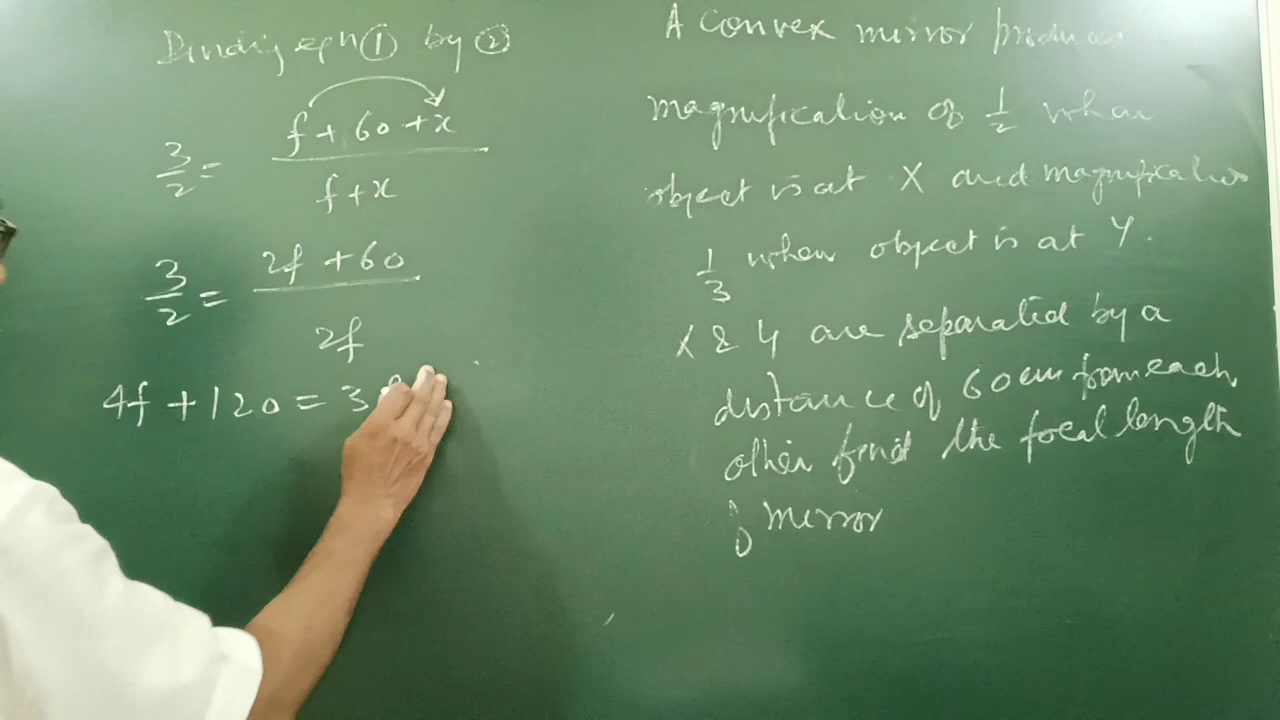 Dividing eqn ① by ②
3/2 = f + 60 + x / f + x
3/2 = 2f + 60 / 2f
4f + 120 = 3
A convex mirror produces
magnification of 1/2 when
object is at X and magnification
1/3 when object is at Y.
X & Y are separated by a
distance of 60 cm from each
other find the focal length
of mirror